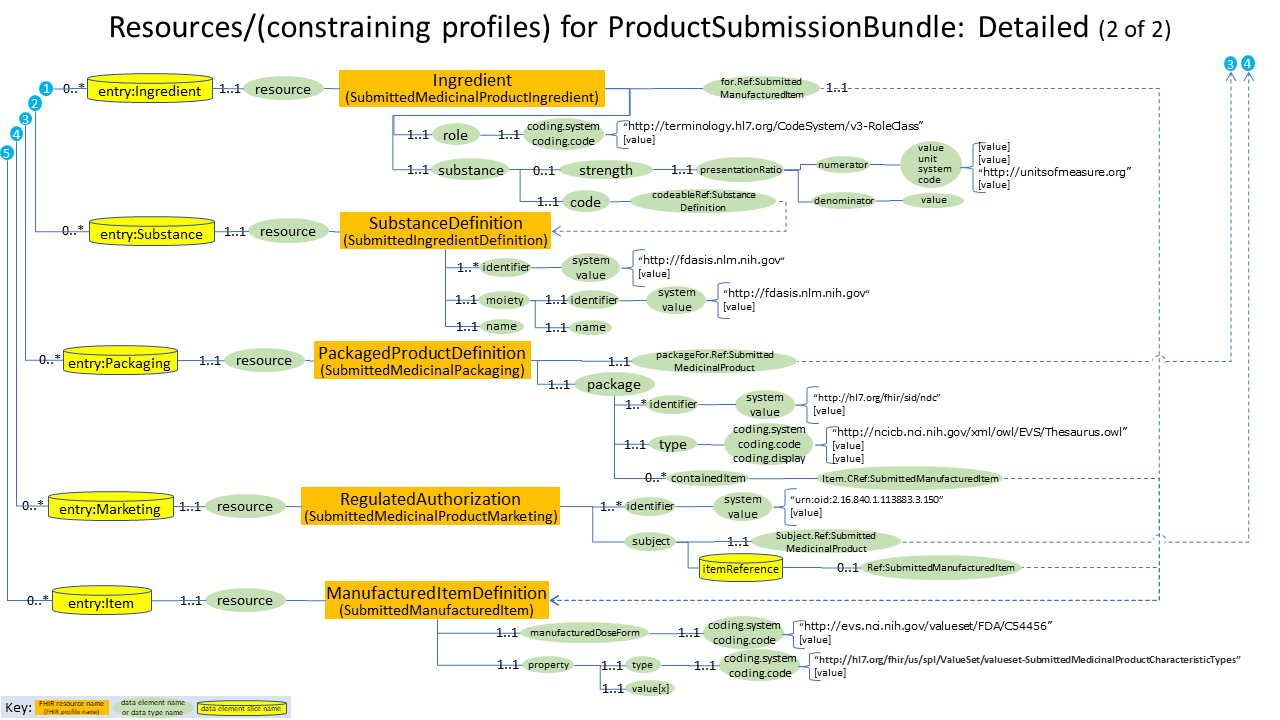 Resources/(constraining profiles) for ProductSubmissionBundle: Detailed (2 of 2)
3 4
1 0..* entry:Ingredient 1..1 resource
Ingredient
(SubmittedMedicinalProductIngredient)
for.Ref:Submitted
ManufacturedItem
1..1
2
3
4
5
1..1 role 1..1
coding.system
coding.code
“http://terminology.hl7.org/CodeSystem/v3-RoleClass”
[value]
1..1 substance 0..1 strength 1..1 presentationRatio
numerator
value
unit
system
code
[value]
[value]
“http://unitsofmeasure.org”
[value]
denominator value
1..1 code
codeableRef:Substance
Definition
0..* entry:Substance 1..1 resource
SubstanceDefinition
(SubmittedIngredientDefinition)
1..* identifier
system
value
“http://fdasis.nlm.nih.gov“
[value]
1..1 moiety 1..1 identifier
system
value
“http://fdasis.nlm.nih.gov“
[value]
1..1 name 1..1 name
0..* entry:Packaging 1..1 resource
PackagedProductDefinition
(SubmittedMedicinalPackaging)
1..1
packageFor.Ref:Submitted
MedicinalProduct
1..1 package
1..* identifier
system
value
“http://hl7.org/fhir/sid/ndc”
[value]
1..1 type
coding.system
coding.code
coding.display
“http://ncicb.nci.nih.gov/xml/owl/EVS/Thesaurus.owl”
[value]
[value]
0..* containedItem Item.CRef:SubmittedManufacturedItem
0..* entry:Marketing 1..1 resource
RegulatedAuthorization
(SubmittedMedicinalProductMarketing)
1..* identifier
system
value
“urn:oid:2.16.840.1.113883.3.150”
[value]
subject 1..1
Subject.Ref:Submitted
MedicinalProduct
itemReference 0..1 Ref:SubmittedManufacturedItem
0..* entry:Item 1..1 resource
ManufacturedItemDefinition
(SubmittedManufacturedItem)
1..1 manufacturedDoseForm 1..1
coding.system
coding.code
“http://evs.nci.nih.gov/valueset/FDA/C54456”
[value]
1..1 property 1..1 type 1..1
coding.system
coding.code
“http://hl7.org/fhir/us/spl/ValueSet/valueset-SubmittedMedicinalProductCharacteristicTypes”
[value]
1..1 value[x]
Key:
FHIR resource name
(FHIR profile name)
data element name
or data type name
data element slice name